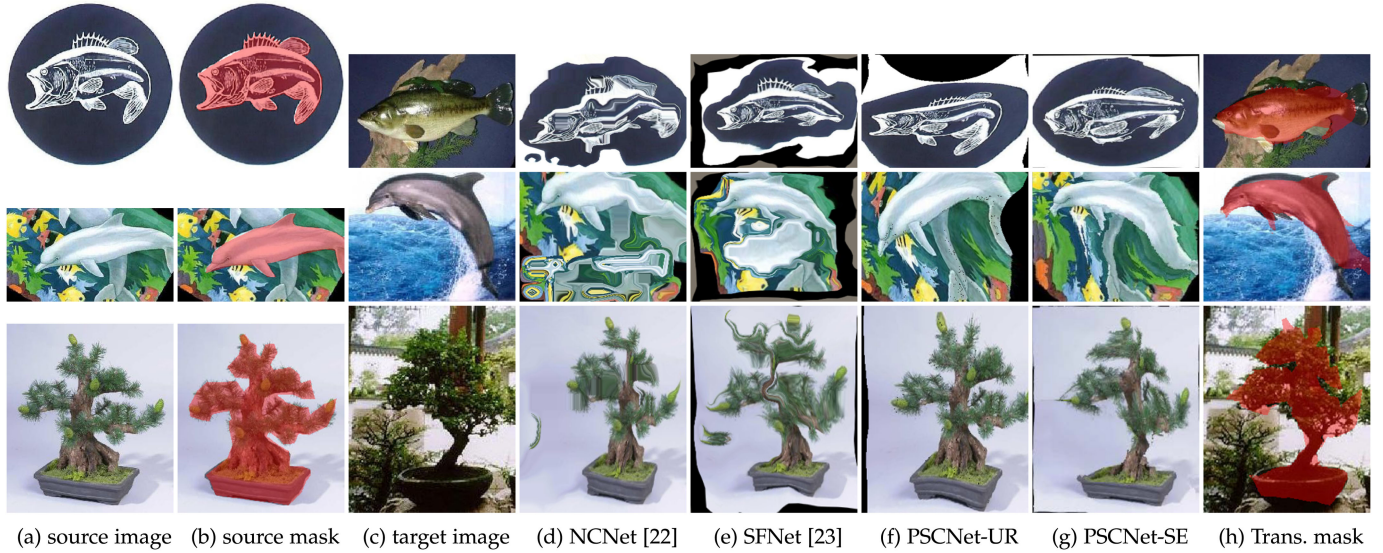 (a) source image (b) source mask (c) target image (d) NCNet [22] (e) SFNet [23] (f) PSCNet-UR (g) PSCNet-SE (h) Trans. mask